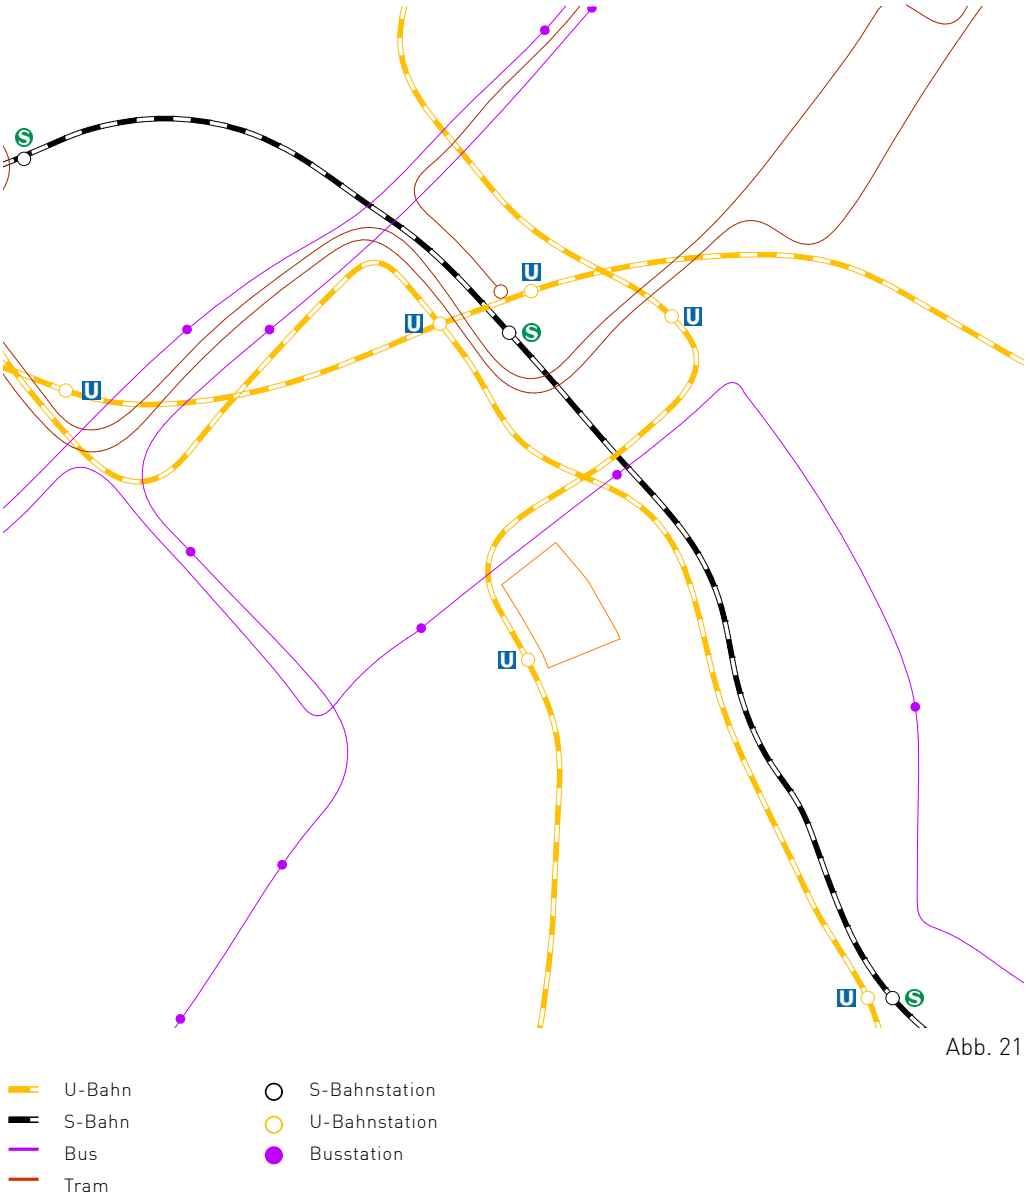 S
U
U
U
S
U
U
U
U
S
Abb. 21
U-Bahn
S-Bahn
Bus
Tram
S-Bahnstation
U-Bahnstation
Busstation